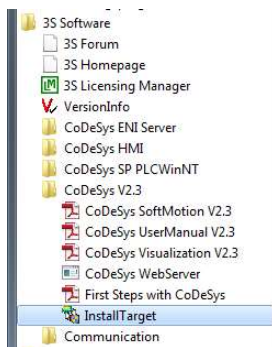 3S Software
3S Forum
3S Homepage
3S Licensing Manager
VersionInfo
CoDeSys ENI Server
CoDeSys HMI
CoDeSys SP PLCWinNT
CoDeSys V2.3
CoDeSys SoftMotion V2.3
CoDeSys UserManual V2.3
CoDeSys Visualization V2.3
CoDeSys WebServer
First Steps with CoDeSys
InstallTarget
Communication